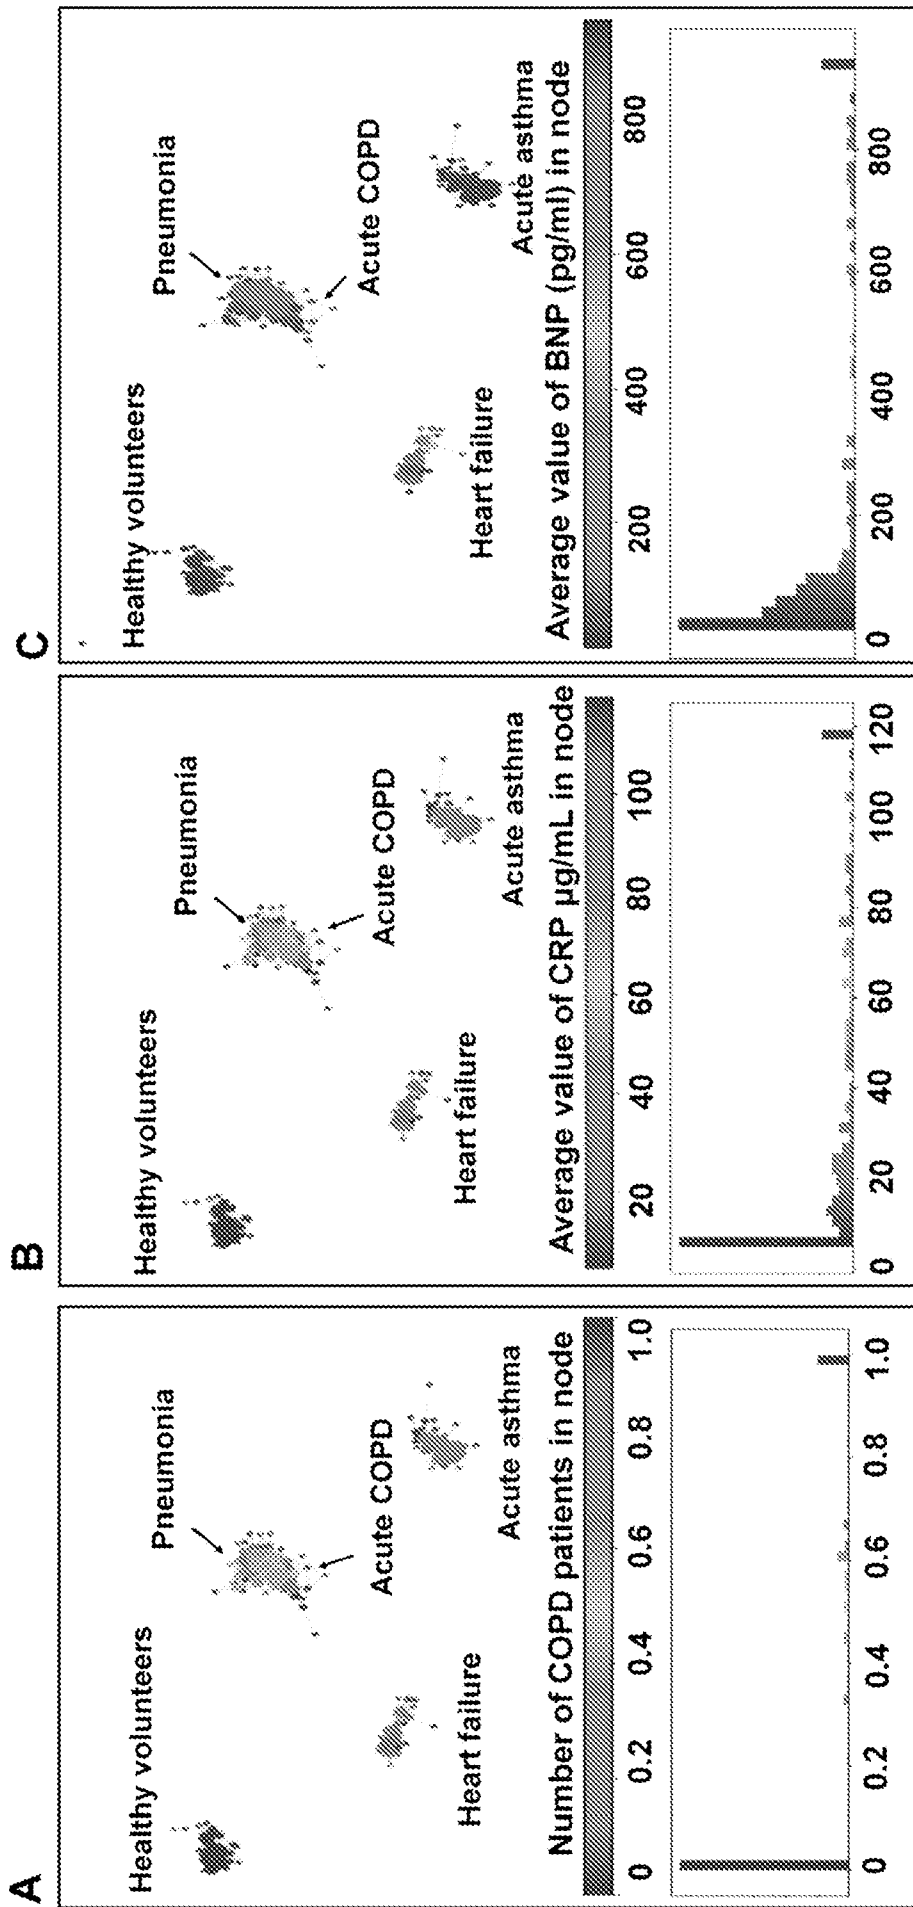 A
Healthy volunteers
Pneumonia
Acute COPD
Heart failure
Acute asthma
Number of COPD patients in node
0 0.2 0.4 0.6 0.8 1.0
0 0.2 0.4 0.6 0.8 1.0
B
Healthy volunteers
Pneumonia
Acute COPD
Heart failure
Acute asthma
Average value of CRP µg/mL in node
20 40 60 80 100
0 20 40 60 80 100 120
C
Healthy volunteers
Pneumonia
Acute COPD
Heart failure
Acute asthma
Average value of BNP (pg/ml) in node
200 400 600 800
0 200 400 600 800